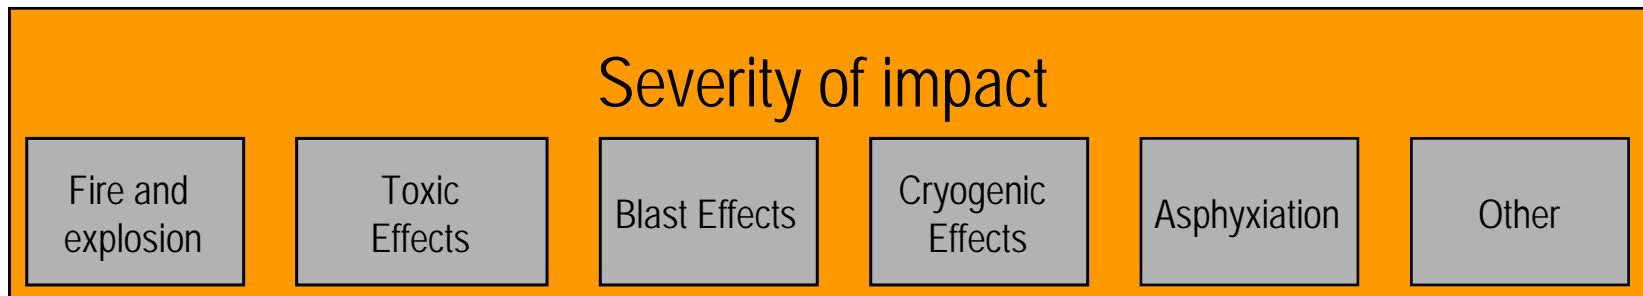 Severity of impact
Fire and
explosion
Toxic
Effects
Blast Effects
Cryogenic
Effects
Asphyxiation
Other